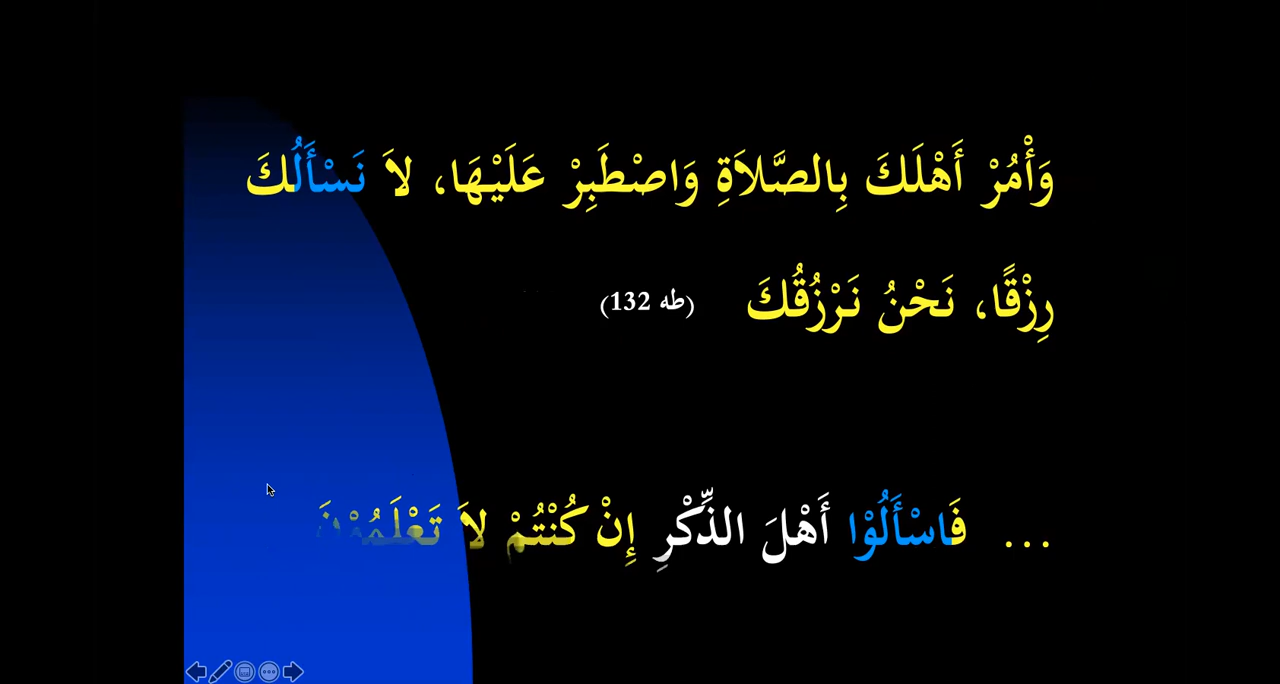 وَأْمُرْ أَهْلَكَ بِالصَّلاَةِ وَاصْطَبِرْ عَلَيْهَا، لاَ نَسْأَلُكَ
رِزْقًا، نَحْنُ نَرْزُقُكَ (طه 132)
... فَاسْأَلُوْا أَهْلَ الذِّكْرِ إِنْ كُنْتُمْ لاَ تَعْلَمُوْنَ